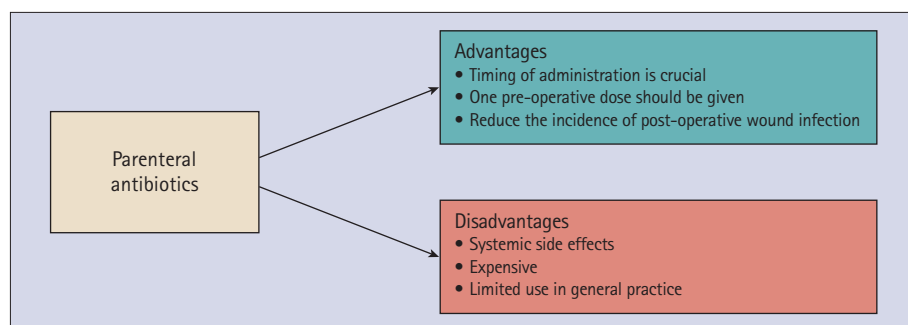 Parenteral
antibiotics
Advantages
• Timing of administration is crucial
• One pre-operative dose should be given
• Reduce the incidence of post-operative wound infection
Disadvantages
• Systemic side effects
• Expensive
• Limited use in general practice